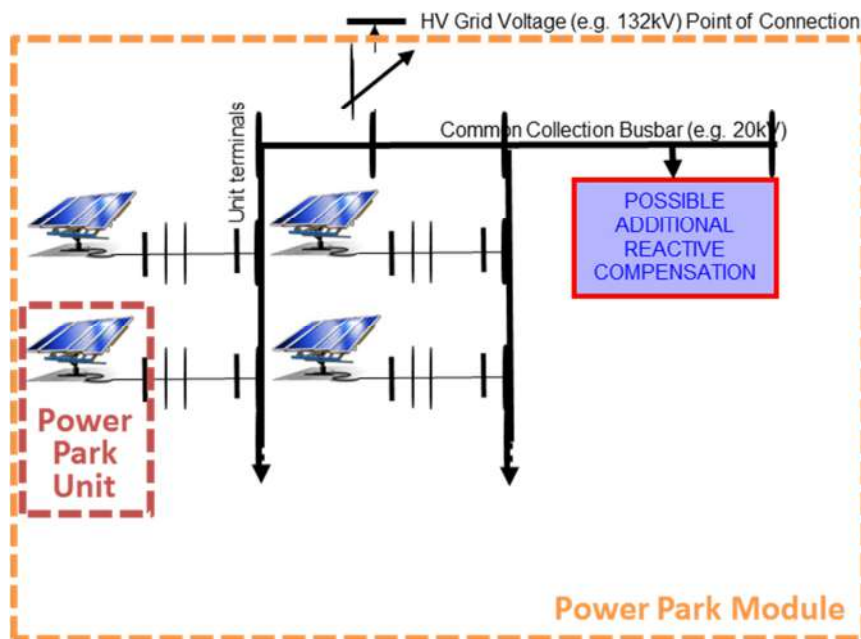 HV Grid Voltage (e.g. 132kV) Point of Connection
Unit terminals
Common Collection Busbar (e.g. 20kV)
POSSIBLE
ADDITIONAL
REACTIVE
COMPENSATION
Power
Park
Unit
Power Park Module